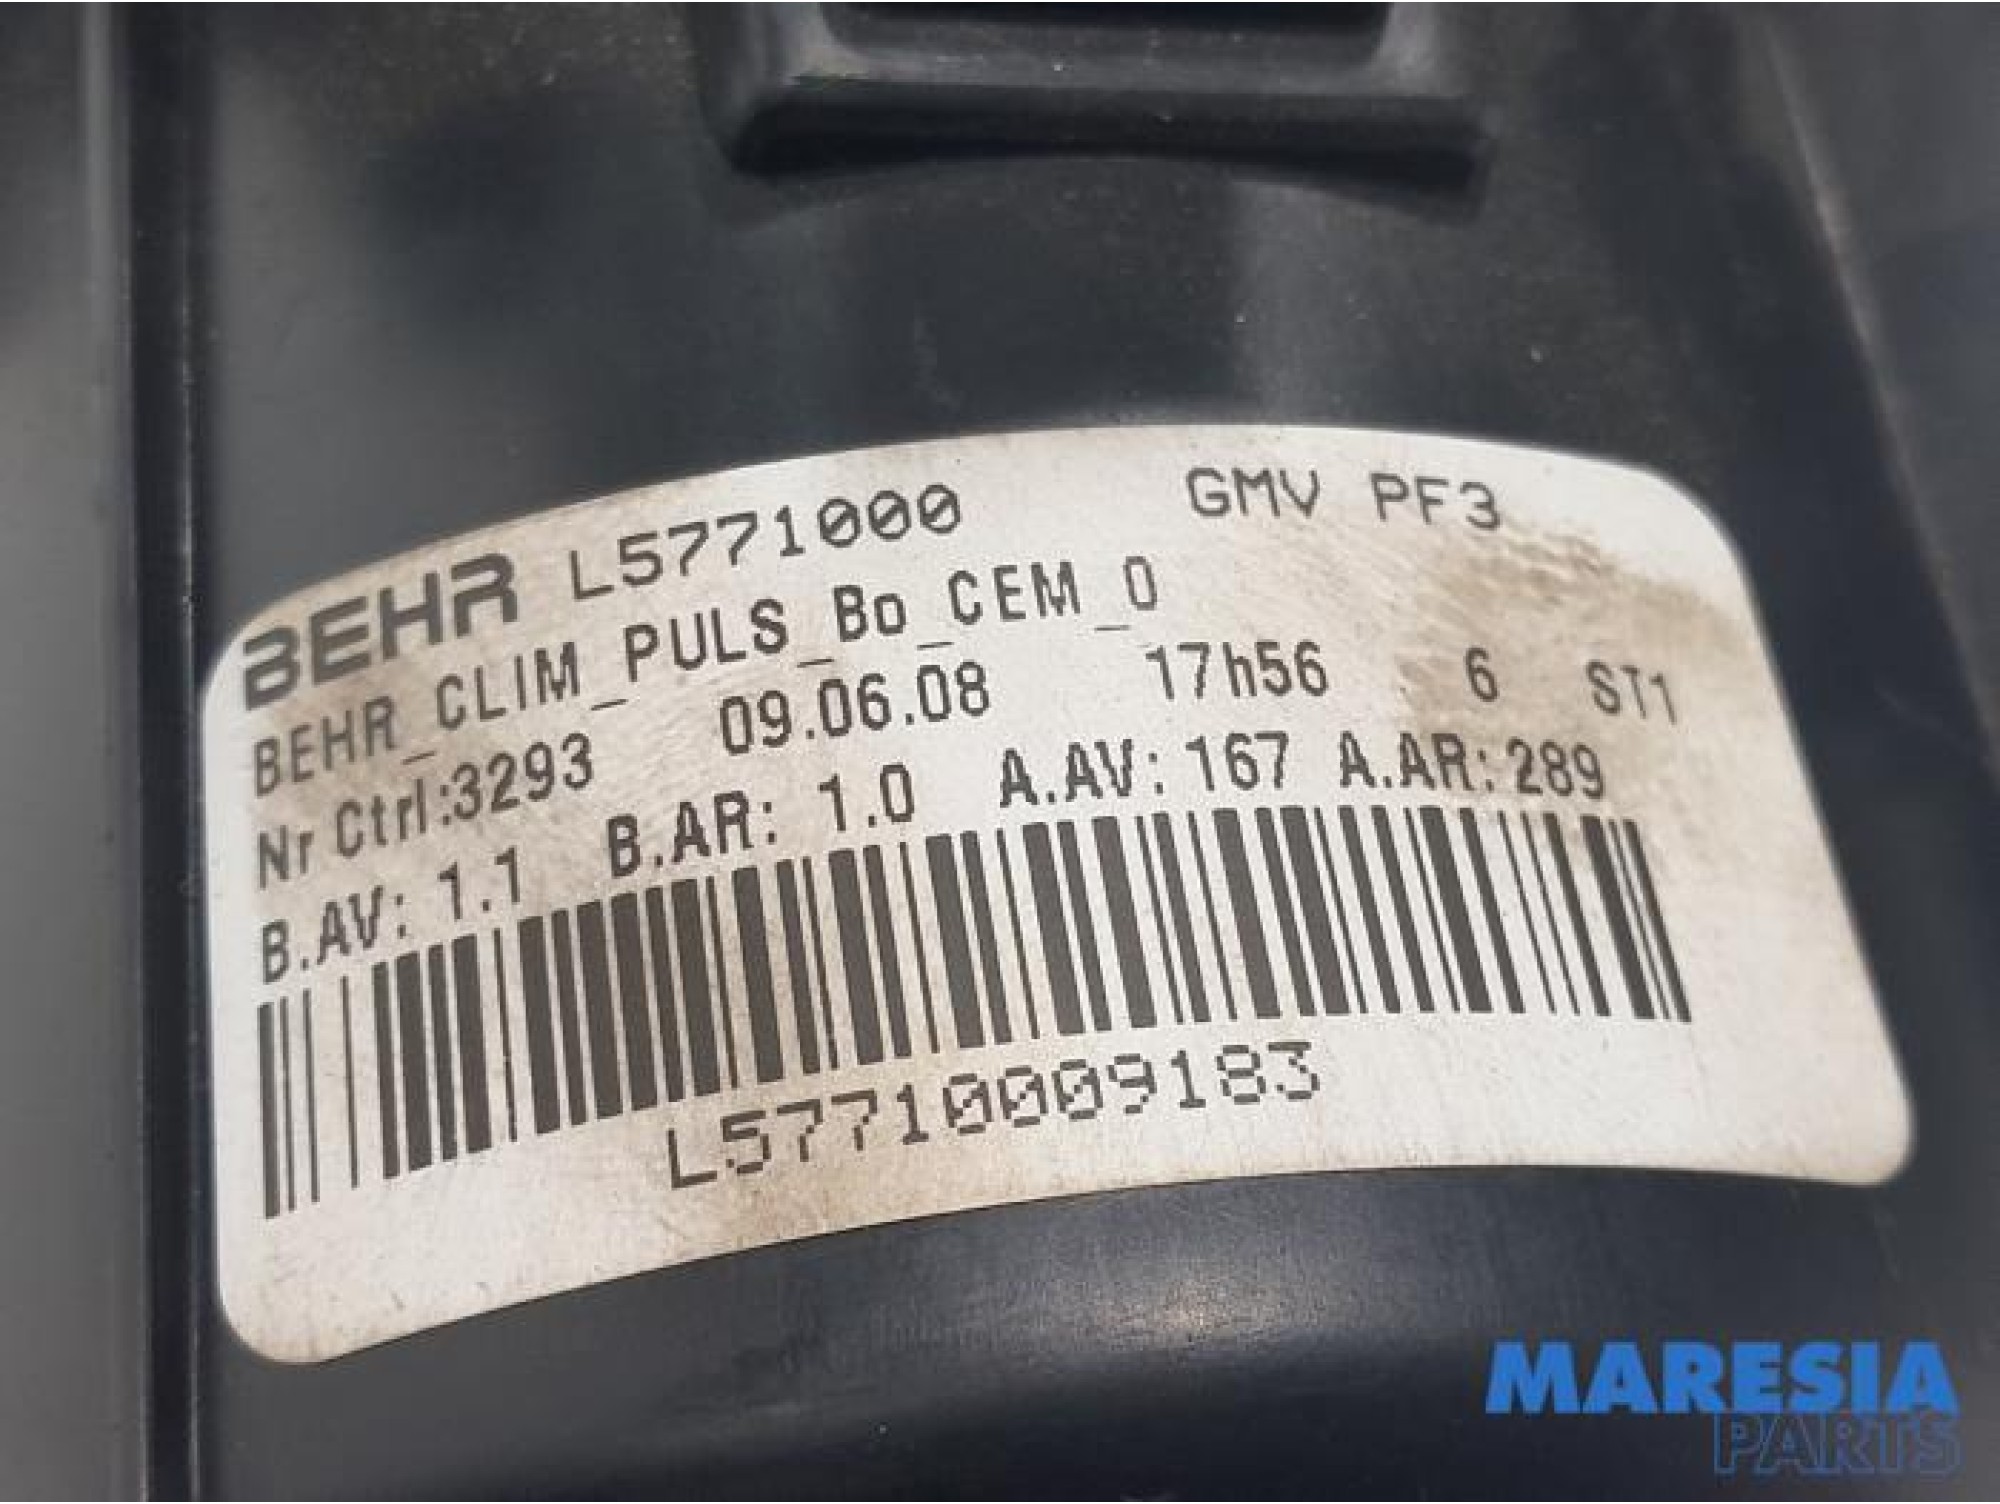 BEHR L5771000 GMV PF3
BEHR_CLIM_PULS_Bo_CEM_0
Nr Ctrl:3293 09.06.08 17h56 6 ST1
B.AV: 1.1 B.AR: 1.0 A.AV: 167 A.AR: 289
L57710009183
MARESIA
PARTS